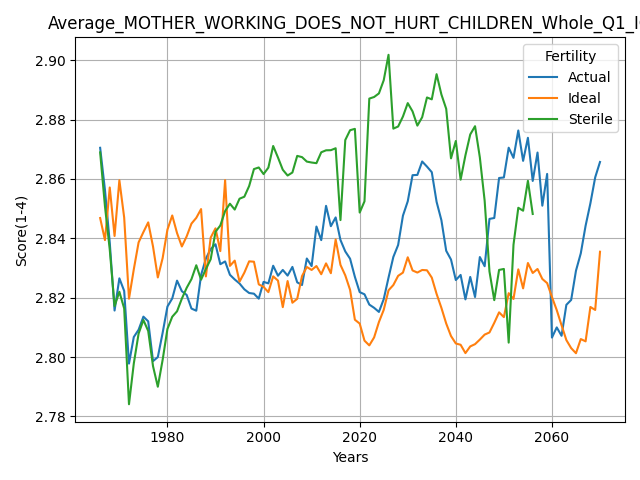 Average_MOTHER_WORKING_DOES_NOT_HURT_CHILDREN_Whole_Q1_I
Fertility
Actual
Ideal
Sterile
2.90
2.88
2.86
2.84
2.82
2.80
2.78
Score(1-4)
1980 2000 2020 2040 2060
Years